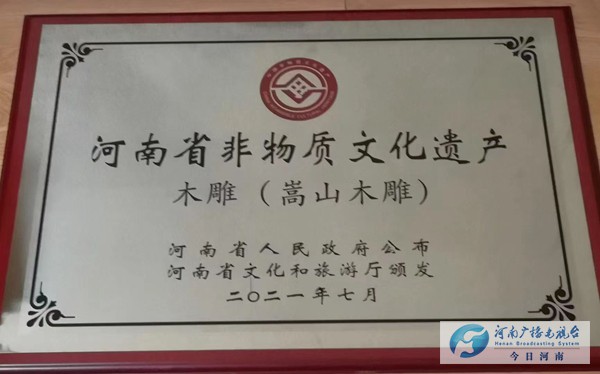 河南省非物质文化遗产
木雕（嵩山木雕）
河南省人民政府公布
河南省文化和旅游厅颁发
二〇二一年七月
河南广播电视台
Henan Broadcasting System
今日河南